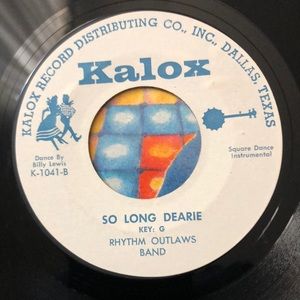 KALOX RECORD DISTRIBUTING CO., INC., DALLAS, TEXAS
Kalox
Dance By
Billy Lewis
K-1041-B
Square Dance
Instrumental
SO LONG DEARIE
KEY: G
RHYTHM OUTLAWS
BAND